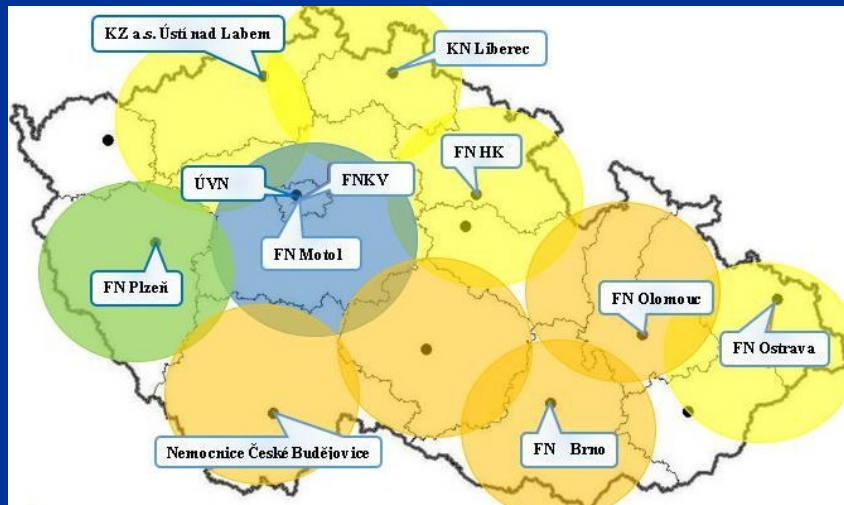 KZ a.s. Ústí nad Labem
KN Liberec
FN HK
ÚVN
FNKV
FN Motol
FN Plzeň
FN Olomouc
FN Ostrava
Nemocnice České Budějovice
FN Brno